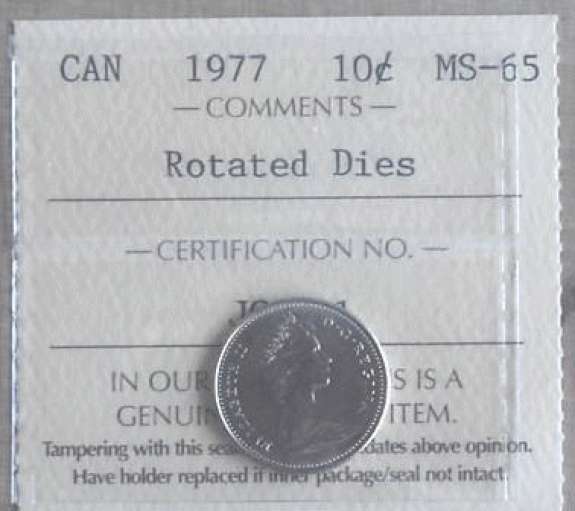 CAN 1977 10¢ MS-65
— COMMENTS —
Rotated Dies
— CERTIFICATION NO. —
IN OUR S IS A
GENUIN ITEM.
Tampering with this sea dates above opinion.
Have holder replaced if inner package/seal not intact